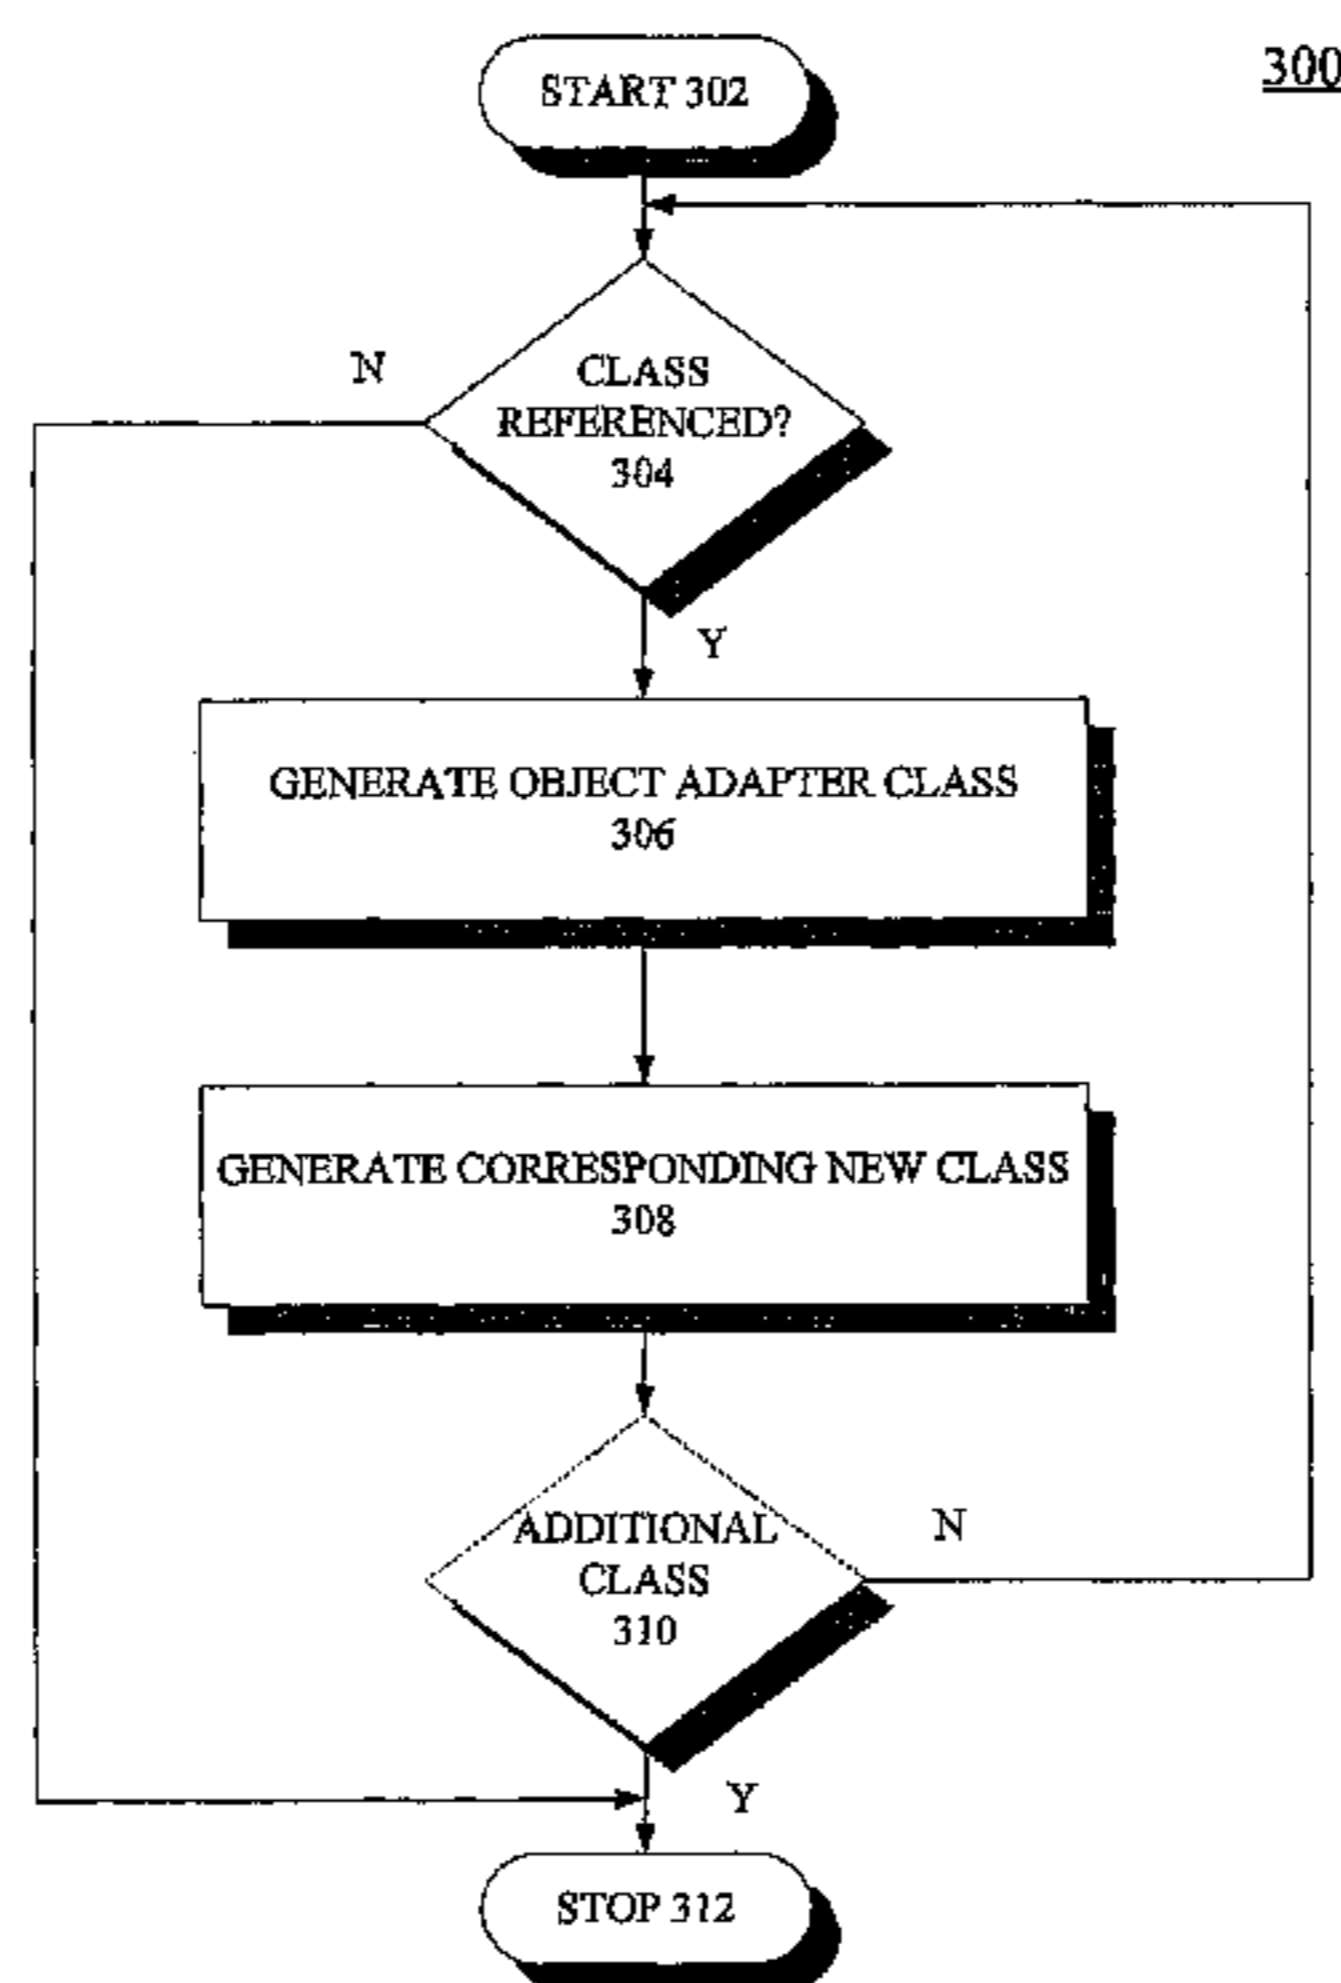 300
START 302
N
CLASS
REFERENCED?
304
Y
GENERATE OBJECT ADAPTER CLASS
306
GENERATE CORRESPONDING NEW CLASS
308
ADDITIONAL
CLASS
310
N
Y
STOP 312